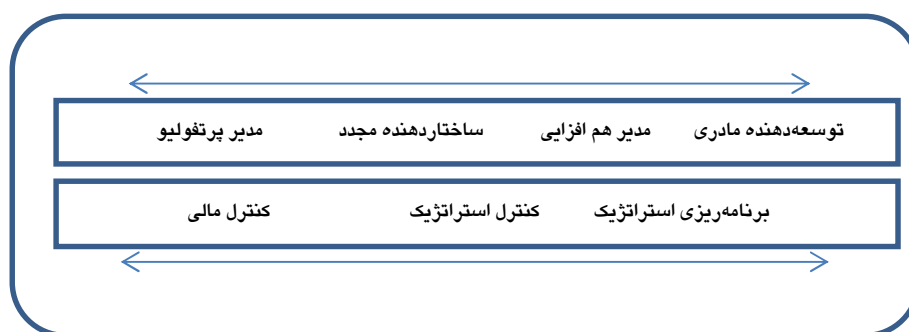 توسعه‌دهنده مادری مدیر هم افزایی ساختاردهنده مجدد مدیر پرتفولیو
برنامه‌ریزی استراتژیک کنترل استراتژیک کنترل مالی